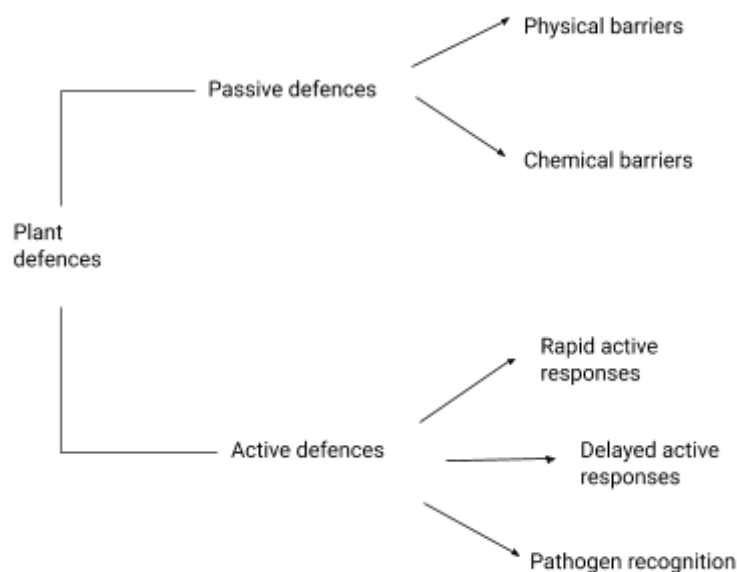 Physical barriers
Passive defences
Chemical barriers
Plant
defences
Rapid active
responses
Active defences
Delayed active
responses
Pathogen recognition